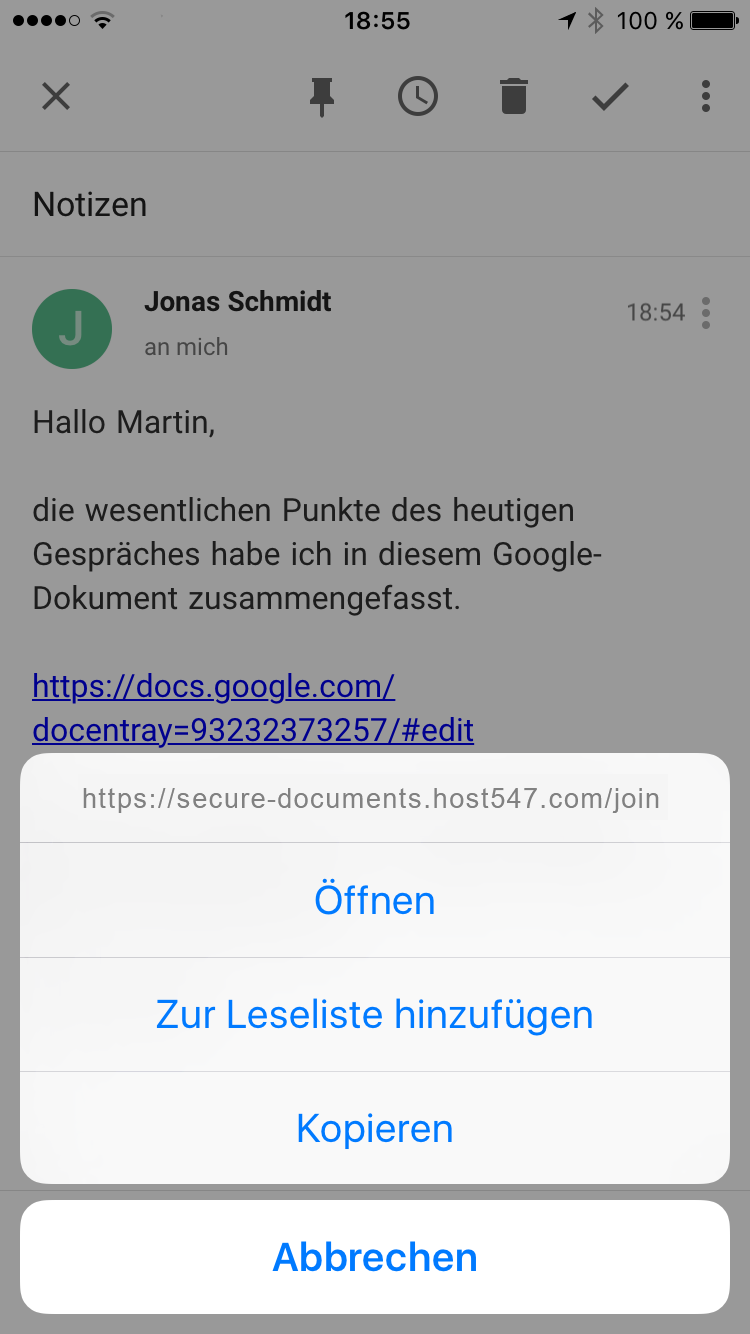 18:55
100 %
Notizen
Jonas Schmidt
18:54
J
an mich
Hallo Martin,
die wesentlichen Punkte des heutigen
Gespräches habe ich in diesem Google-
Dokument zusammengefasst.
https://docs.google.com/
docentray=93232373257/#edit
https://secure-documents.host547.com/join
Öffnen
Zur Leseliste hinzufügen
Kopieren
Abbrechen